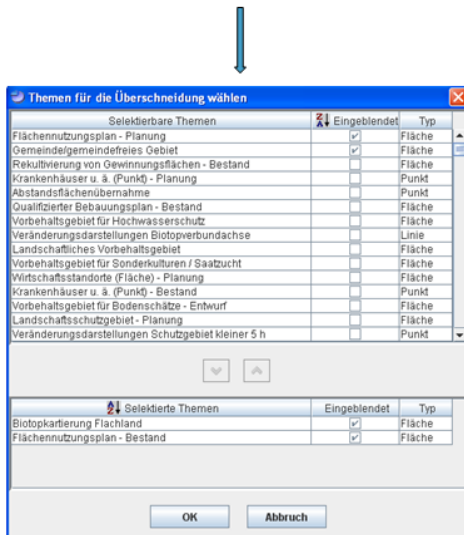 Themen für die Überschneidung wählen
Selektierbare Themen Eingeblendet Typ
Flächennutzungsplan - Planung Fläche
Gemeinde/gemeindefreies Gebiet Fläche
Rekultivierung von Gewinnungsflächen - Bestand Fläche
Krankenhäuser u. ä. (Punkt) - Planung Punkt
Abstandsflächenübernahme Punkt
Qualifizierter Bebauungsplan - Bestand Fläche
Vorbehaltsgebiet für Hochwasserschutz Fläche
Veränderungsdarstellungen Biotopverbundachse Linie
Landschaftliches Vorbehaltsgebiet Fläche
Vorbehaltsgebiet für Sonderkulturen / Saatzucht Fläche
Wirtschaftsstandorte (Fläche) - Planung Fläche
Krankenhäuser u. ä. (Punkt) - Bestand Punkt
Vorbehaltsgebiet für Bodenschätze - Entwurf Fläche
Landschaftsschutzgebiet - Planung Fläche
Veränderungsdarstellungen Schutzgebiet kleiner 5 h Punkt
Selektierte Themen Eingeblendet Typ
Biotopkartierung Flachland Fläche
Flächennutzungsplan - Bestand Fläche
OK Abbruch